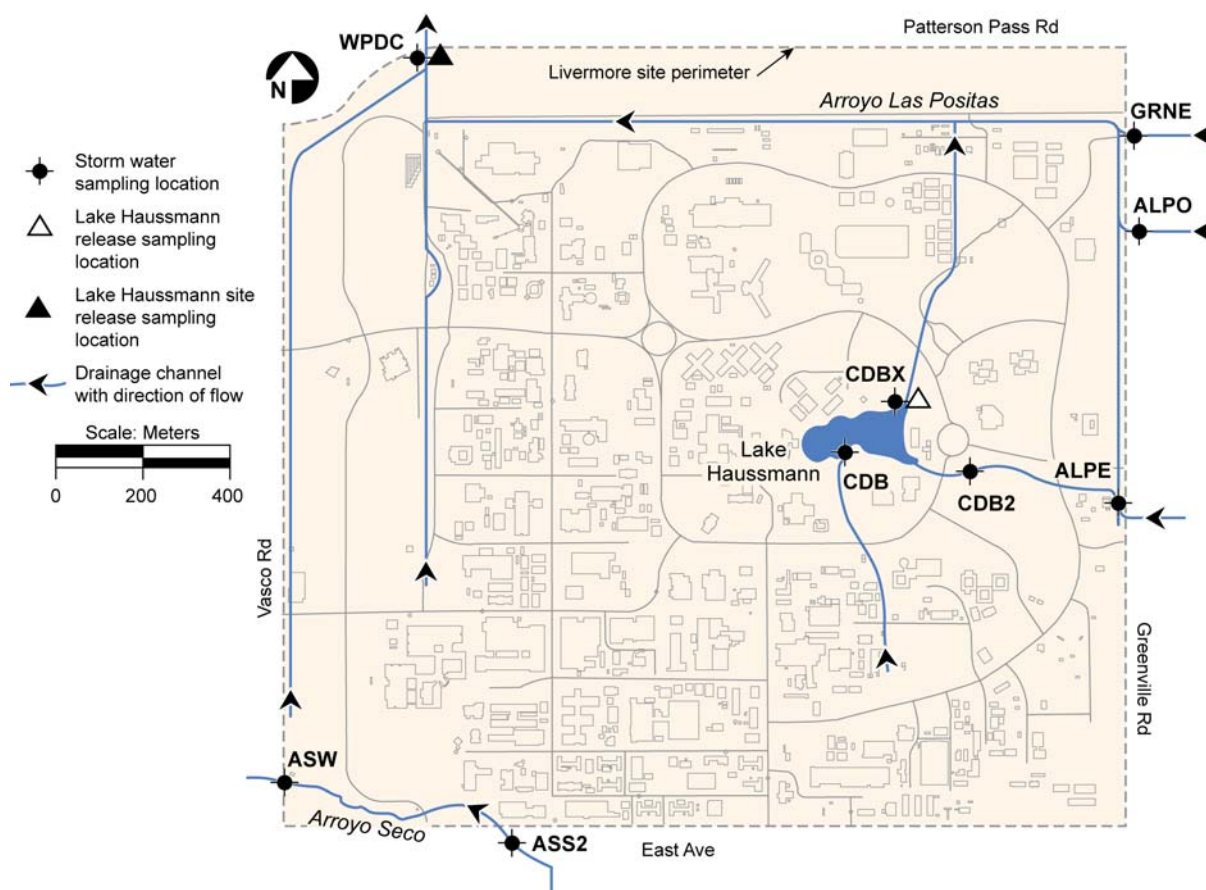 Patterson Pass Rd
WPDC
Livermore site perimeter
N
Arroyo Las Positas
GRNE
Storm water
sampling location
Lake Haussmann
release sampling
location
ALPO
Lake Haussmann site
release sampling
location
Drainage channel
with direction of flow
CDBX
Scale: Meters
0 200 400
Lake
Haussmann
CDB
CDB2
ALPE
Vasco Rd
Greenville Rd
ASW
Arroyo Seco
ASS2
East Ave